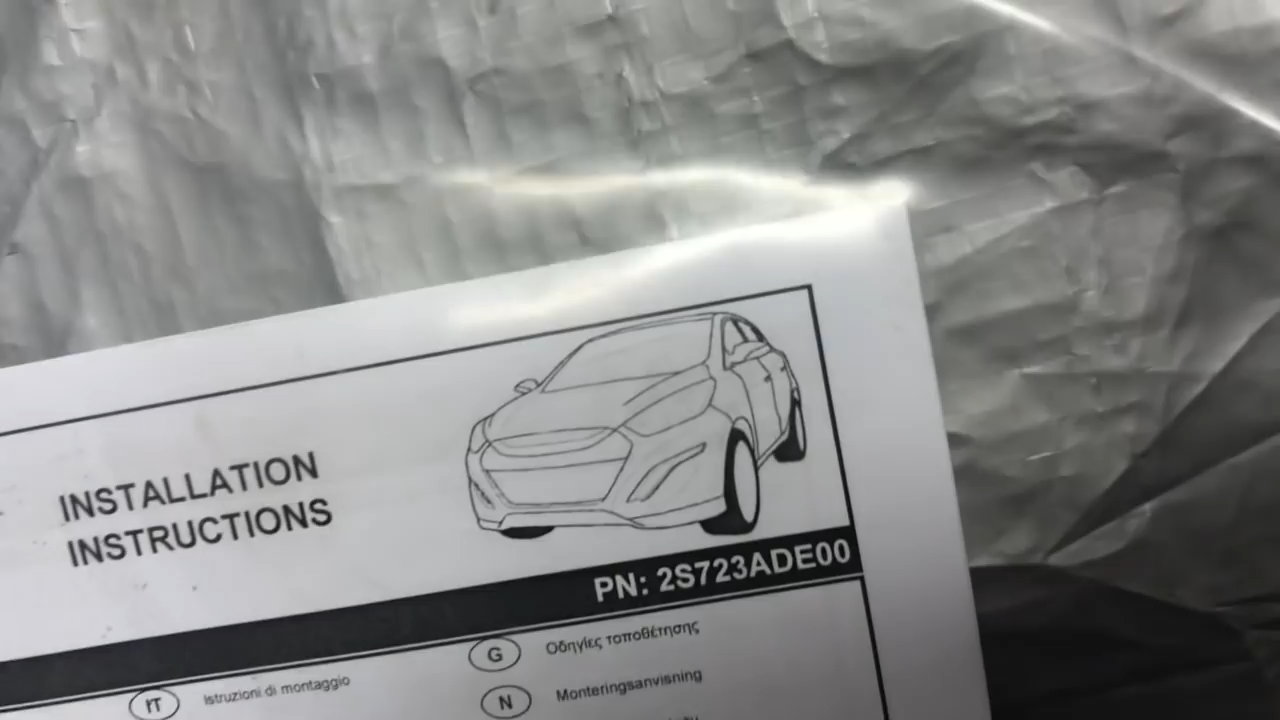 INSTALLATION
INSTRUCTIONS
PN: 2S723ADE00
IT Istruzioni di montaggio
G Οδηγίες τοποθέτησης
N Monteringsanvisning